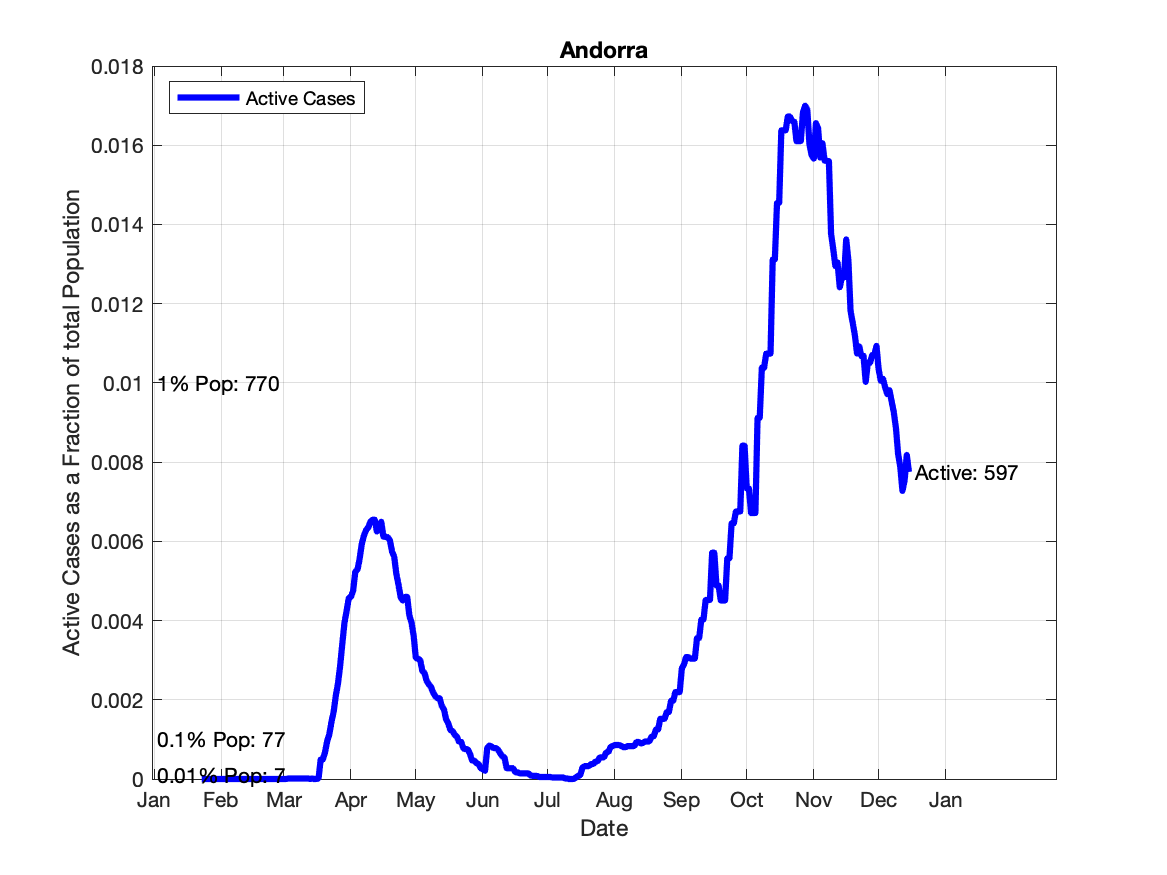 Andorra
Active Cases
0.018
0.016
0.014
0.012
0.01
0.008
0.006
0.004
0.002
0
Active Cases as a Fraction of total Population
1% Pop: 770
0.1% Pop: 77
0.01% Pop: 7
Active: 597
Jan Feb Mar Apr May Jun Jul Aug Sep Oct Nov Dec Jan
Date